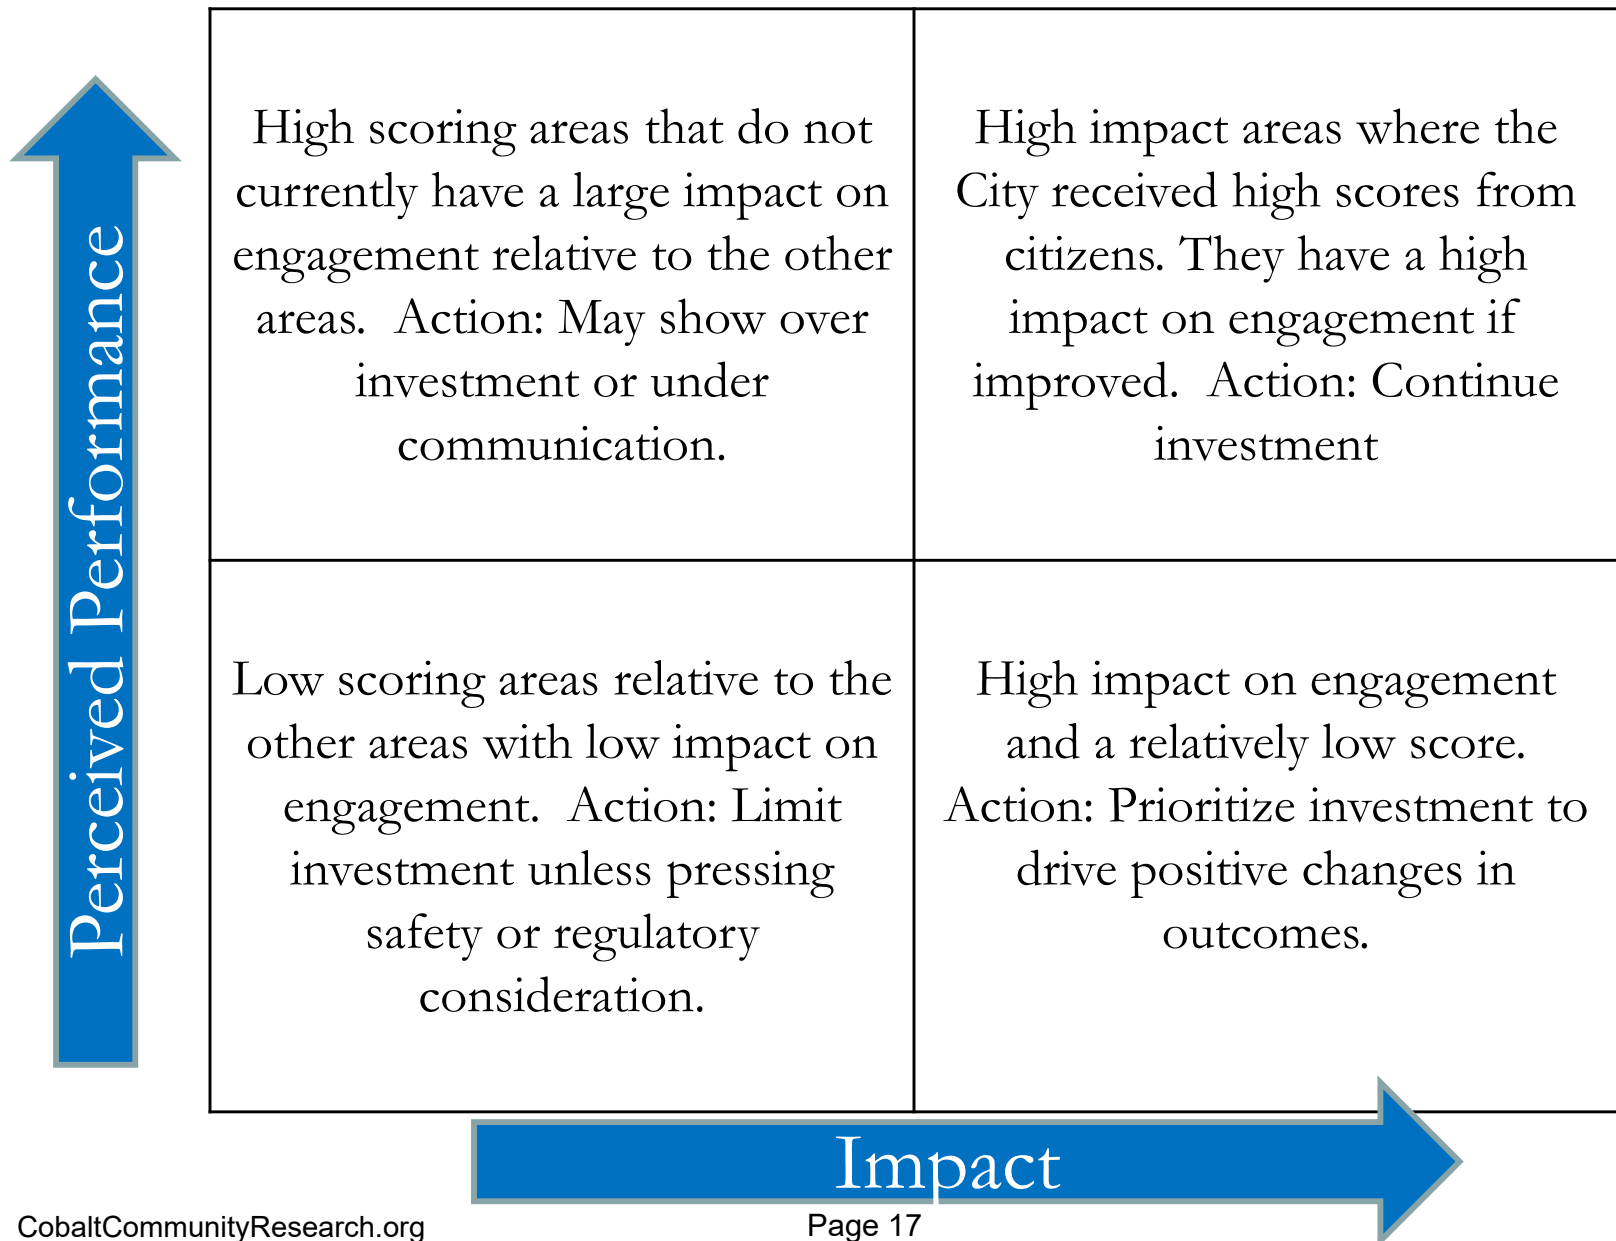 Perceived Performance
High scoring areas that do not
currently have a large impact on
engagement relative to the other
areas.  Action: May show over
investment or under
communication.
High impact areas where the
City received high scores from
citizens. They have a high
impact on engagement if
improved.  Action: Continue
investment
Low scoring areas relative to the
other areas with low impact on
engagement.  Action: Limit
investment unless pressing
safety or regulatory
consideration.
High impact on engagement
and a relatively low score.
Action: Prioritize investment to
drive positive changes in
outcomes.
Impact
CobaltCommunityResearch.org
Page 17